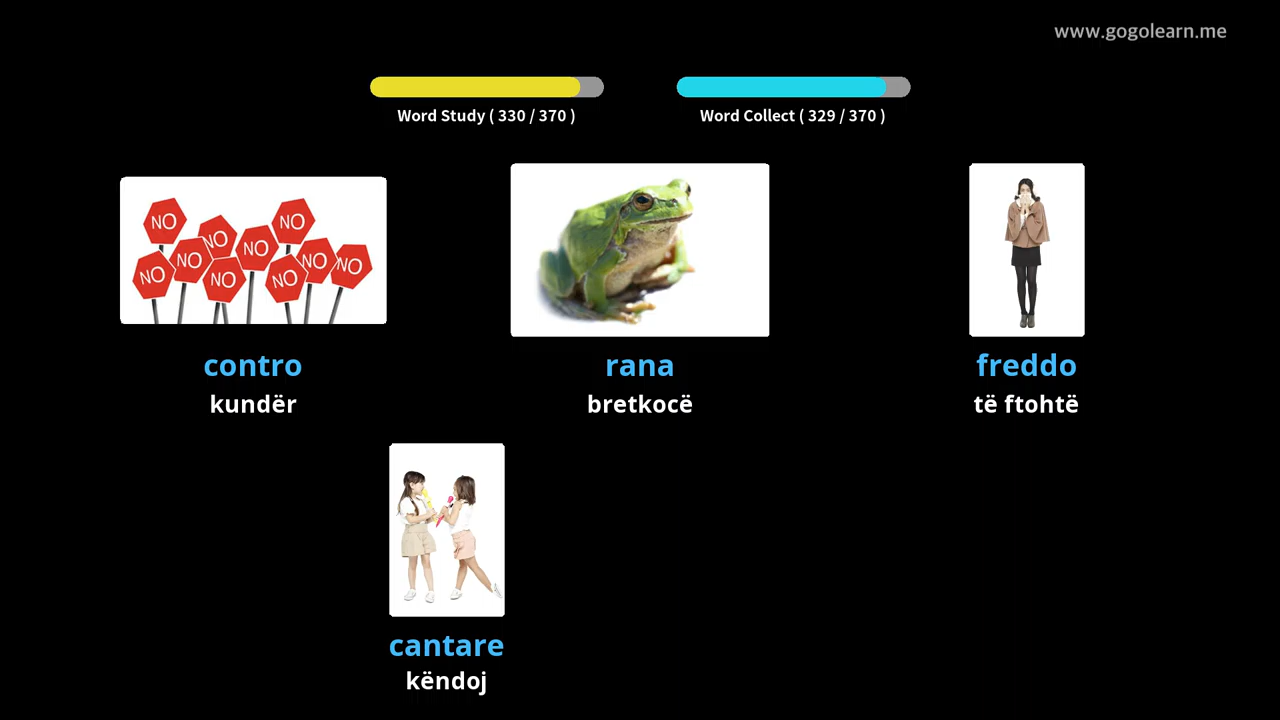 www.gogolearn.me
Word Study ( 330 / 370 )
Word Collect ( 329 / 370 )
NO
NO
NO
NO
NO
NO
NO
NO
NO
NO
contro
rana
freddo
kundër
bretkocë
të ftohtë
cantare
këndoj